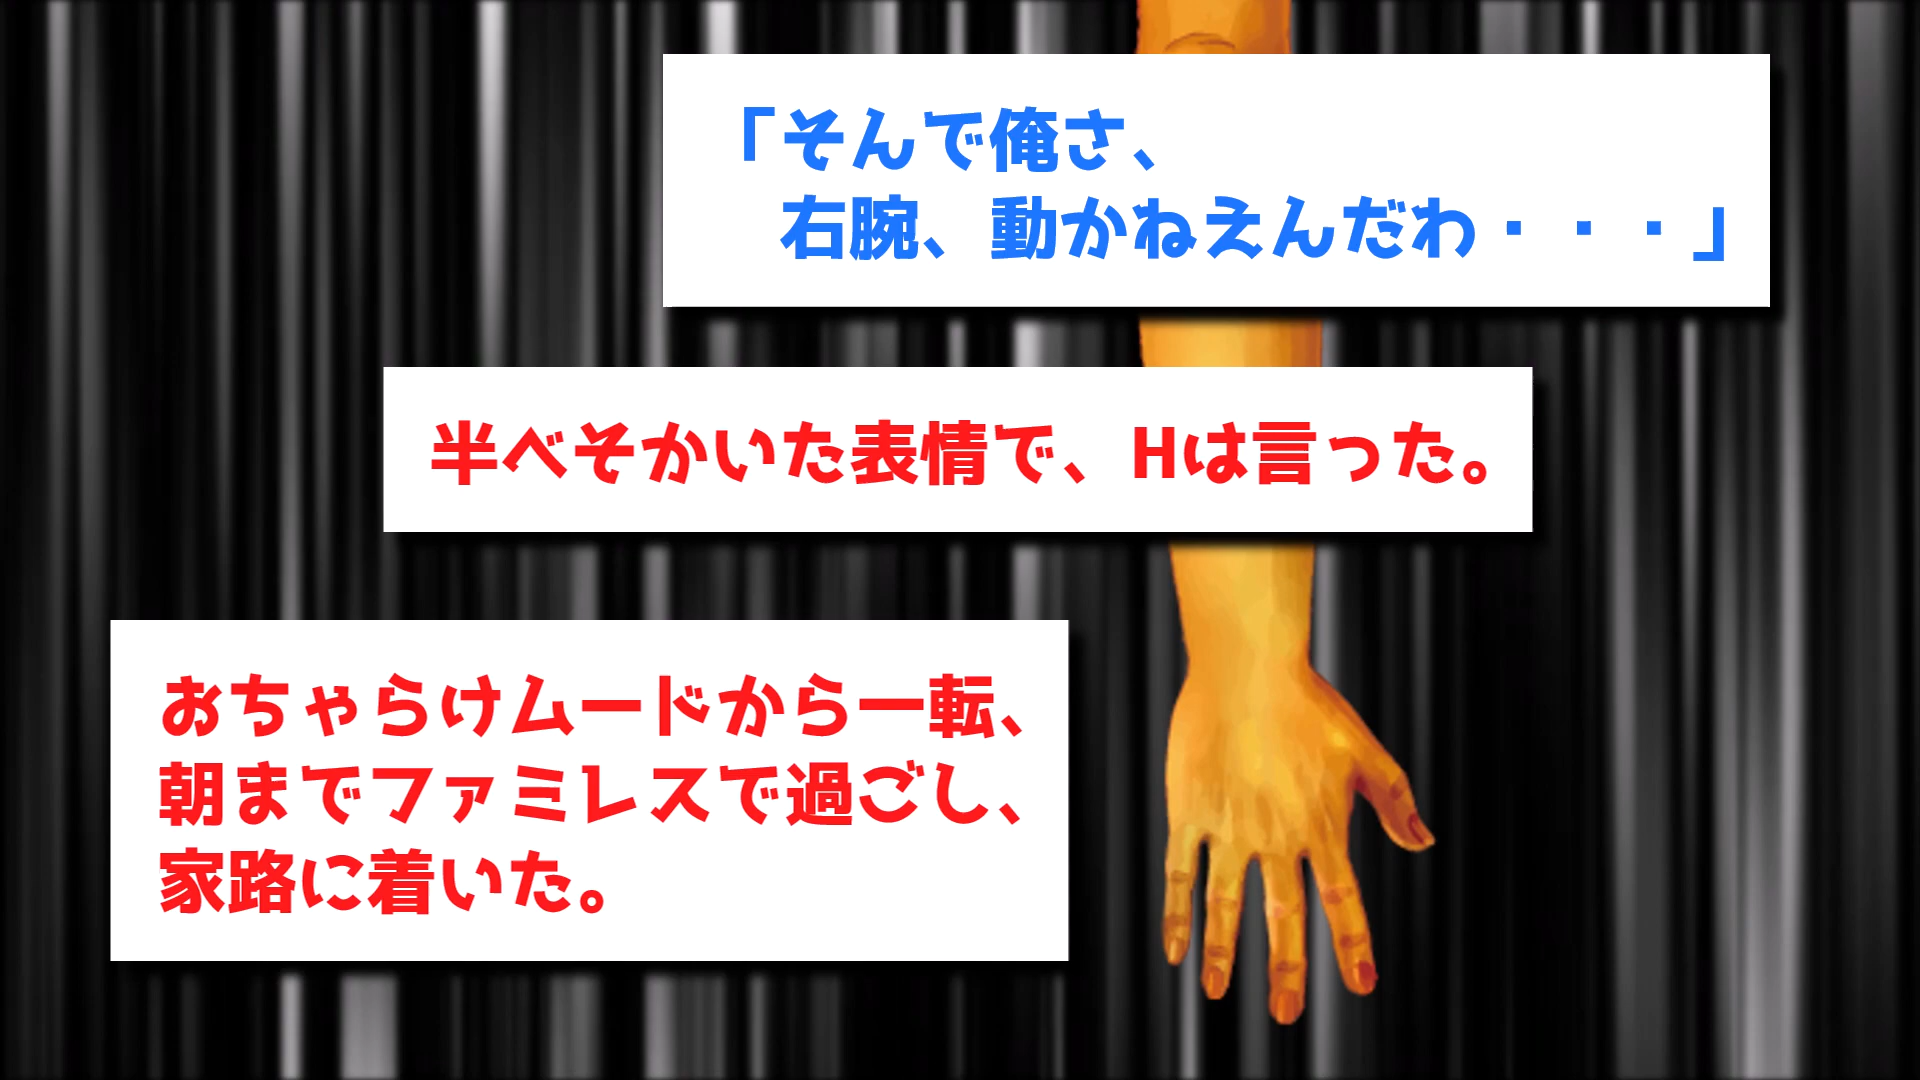 「そんで俺さ、
右腕、動かねえんだわ・・・」
半べそかいた表情で、Hは言った。
おちゃらけムードから一転、
朝までファミレスで過ごし、
家路に着いた。